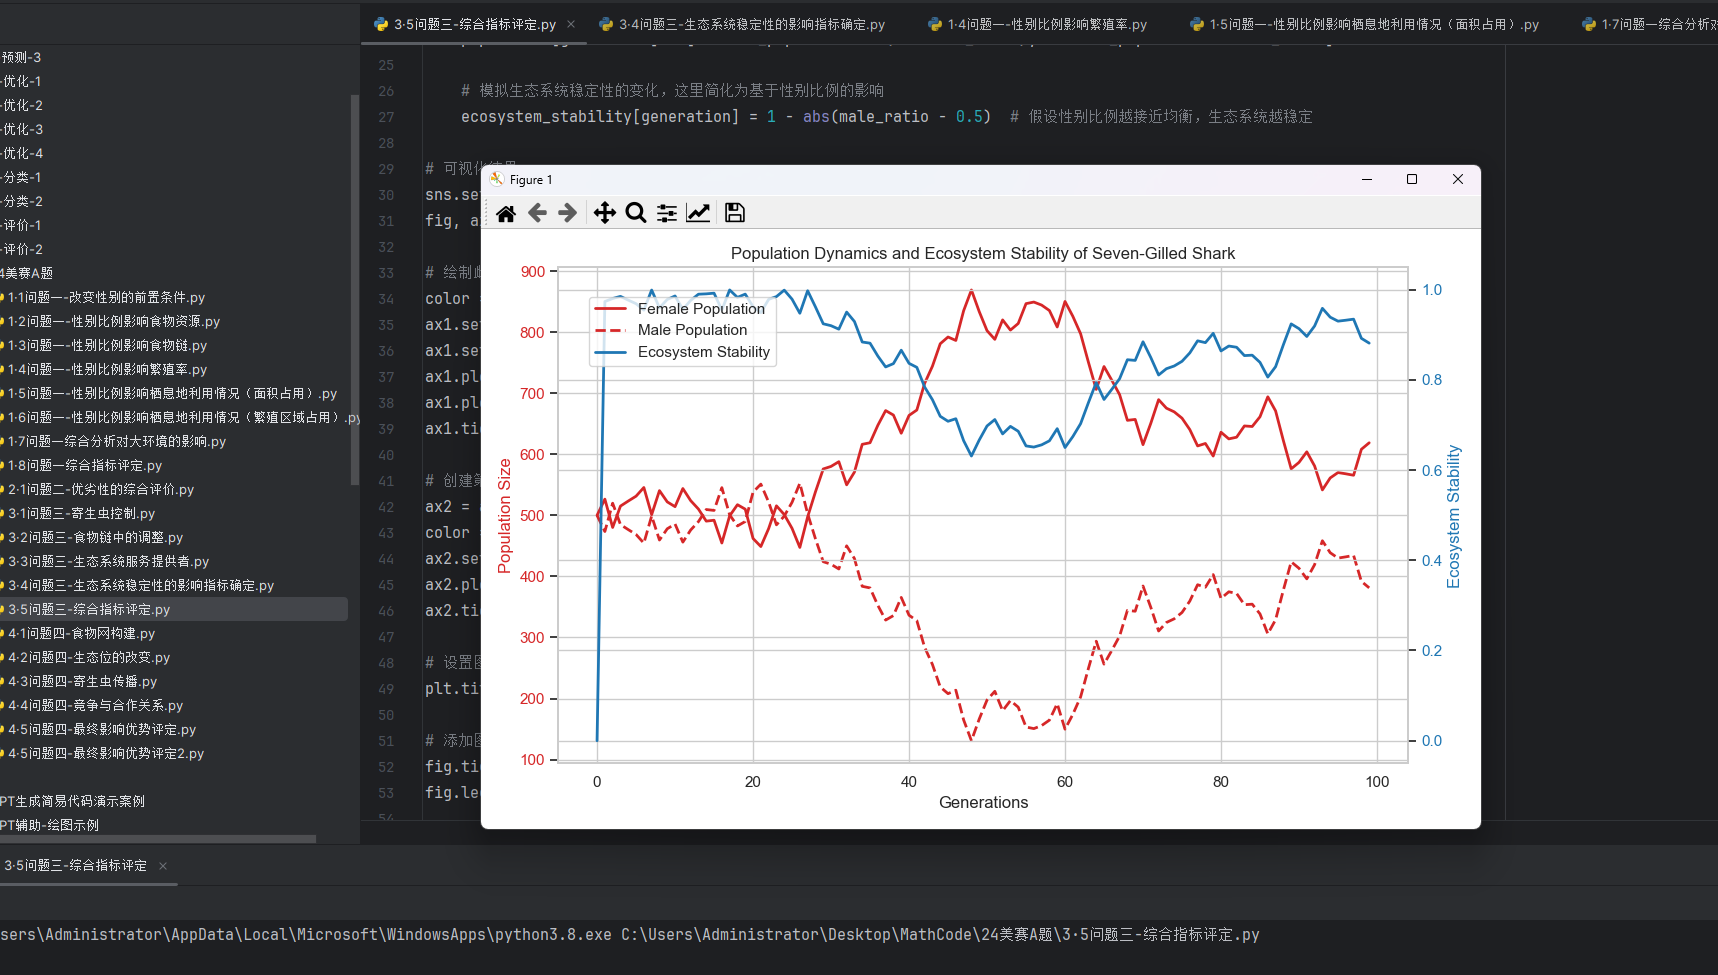 3-5问题三-综合指标评定.py
3-4问题三-生态系统稳定性的影响指标确定.py
1-4问题一-性别比例影响繁殖率.py
1-5问题一-性别比例影响栖息地利用情况（面积占用）.py
1-7问题一综合分析对
预测-3
-优化-1
-优化-2
-优化-3
-优化-4
-分类-1
-分类-2
-评价-1
-评价-2
4美赛A题
1-1问题一-改变性别的前置条件.py
1-2问题一-性别比例影响食物资源.py
1-3问题一-性别比例影响食物链.py
1-4问题一-性别比例影响繁殖率.py
1-5问题一-性别比例影响栖息地利用情况（面积占用）.py
1-6问题一-性别比例影响栖息地利用情况（繁殖区域占用）.py
1-7问题一综合分析对大环境的影响.py
1-8问题一综合指标评定.py
2-1问题二-优劣性的综合评价.py
3-1问题三-寄生虫控制.py
3-2问题三-食物链中的调整.py
3-3问题三-生态系统服务提供者.py
3-4问题三-生态系统稳定性的影响指标确定.py
3-5问题三-综合指标评定.py
4-1问题四-食物网构建.py
4-2问题四-生态位的改变.py
4-3问题四-寄生虫传播.py
4-4问题四-竞争与合作关系.py
4-5问题四-最终影响优势评定.py
4-5问题四-最终影响优势评定2.py
PT生成简易代码演示案例
PT辅助-绘图示例
25
26 # 模拟生态系统稳定性的变化，这里简化为基于性别比例的影响
27 ecosystem_stability[generation] = 1 - abs(male_ratio - 0.5)  # 假设性别比例越接近均衡，生态系统越稳定
28
29 # 可视化结果
30 sns.se
31 fig, a
32
33 # 绘制
34 color
35 ax1.se
36 ax1.se
37 ax1.pl
38 ax1.pl
39 ax1.ti
40
41 # 创建
42 ax2 =
43 color
44 ax2.se
45 ax2.pl
46 ax2.ti
47
48 # 设置
49 plt.ti
50
51 # 添加
52 fig.ti
53 fig.le
54
Figure 1
Population Dynamics and Ecosystem Stability of Seven-Gilled Shark
Female Population
Male Population
Ecosystem Stability
900
800
700
600
500
400
300
200
100
Population Size
1.0
0.8
0.6
0.4
0.2
0.0
Ecosystem Stability
0 20 40 60 80 100
Generations
3-5问题三-综合指标评定
sers\Administrator\AppData\Local\Microsoft\WindowsApps\python3.8.exe C:\Users\Administrator\Desktop\MathCode\24美赛A题\3-5问题三-综合指标评定.py